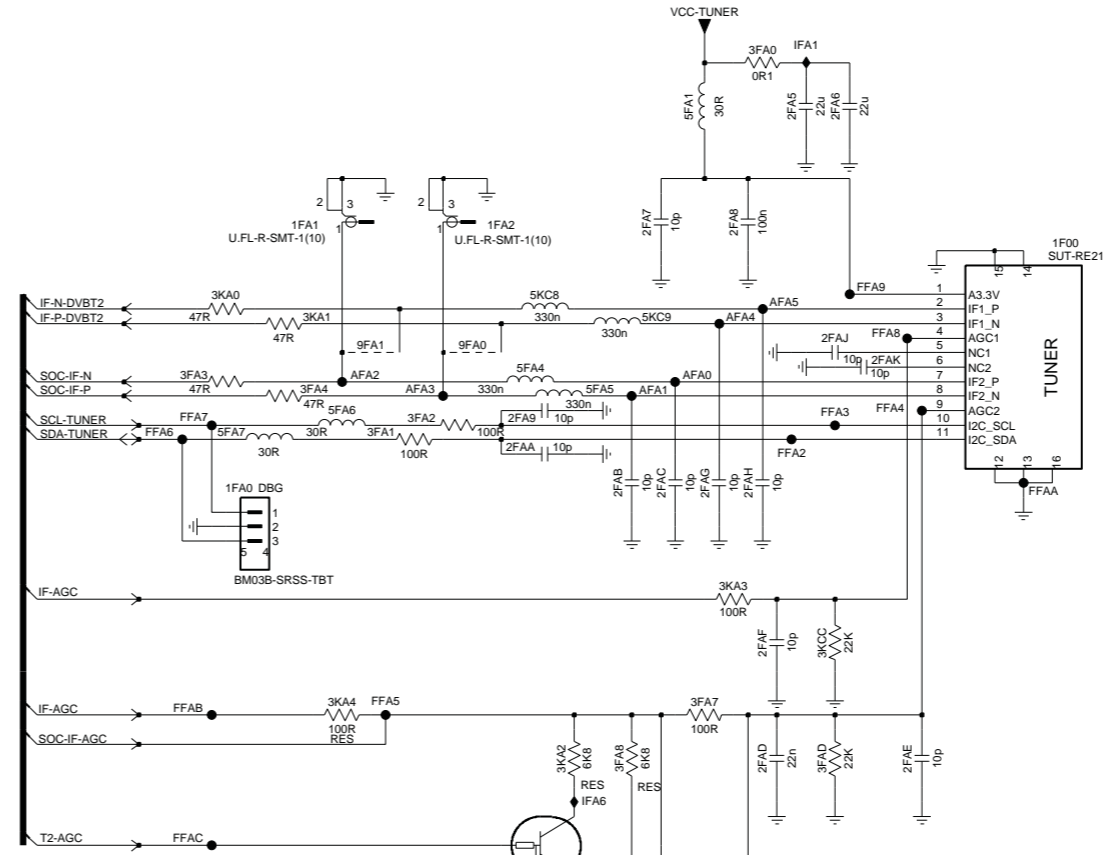 VCC-TUNER
3FA0
0R1
IFA1
5FA1
30R
2FA5
22u
2FA6
22u
2FA7
10p
2FA8
100n
2
3
1
1FA1
U.FL-R-SMT-1(10)
2
3
1
1FA2
U.FL-R-SMT-1(10)
1F00
SUT-RE21
15
14
FFA9
1
A3.3V
IF-N-DVBT2
3KA0
47R
5KC8
330n
AFA5
2
IF1_P
IF-P-DVBT2
3KA1
47R
5KC9
330n
AFA4
3
IF1_N
FFA8
4
AGC1
9FA1
9FA0
2FAJ
10p
5
NC1
2FAK
10p
6
NC2
TUNER
SOC-IF-N
3FA3
47R
AFA2
5FA4
330n
AFA0
7
IF2_P
SOC-IF-P
3FA4
47R
AFA3
5FA5
330n
AFA1
8
IF2_N
FFA4
9
AGC2
SCL-TUNER
FFA7
5FA6
30R
3FA2
100R
2FA9
10p
FFA3
10
I2C_SCL
SDA-TUNER
FFA6
5FA7
30R
3FA1
100R
2FAA
10p
FFA2
11
I2C_SDA
12
13
16
FFAA
2FAB
10p
2FAC
10p
2FAG
10p
2FAH
10p
1FA0 DBG
1
2
3
5
4
BM03B-SRSS-TBT
IF-AGC
3KA3
100R
2FAF
10p
3KCC
22K
IF-AGC
FFAB
3KA4
100R
RES
FFA5
3FA7
100R
SOC-IF-AGC
3KA2
6K8
RES
3FA8
6K8
RES
2FAD
22n
3FAD
22K
2FAE
10p
IFA6
T2-AGC
FFAC